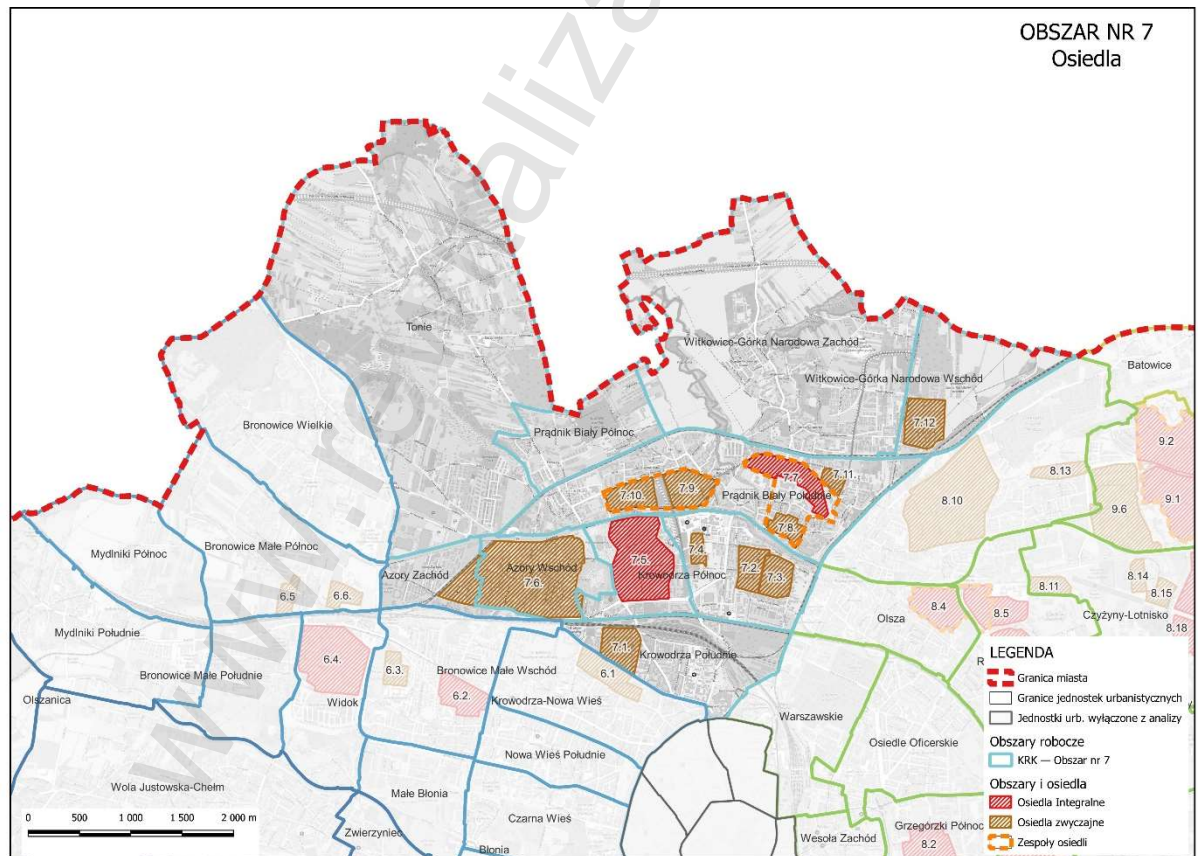 OBSZAR NR 7
Osiedla
Tonie
Witkowice-Górka Narodowa Zachód
Witkowice-Górka Narodowa Wschód
Batowice
Bronowice Wielkie
Prądnik Biały Północ
7.12
9.2
7.7
7.11.
8.13
7.10.
7.9.
Prądnik Biały Południe
8.10
9.1
9.6
7.8.
Mydlniki Północ
Bronowice Małe Północ
Azory Zachód
Azory Wschód
7.6.
7.5.
7.4.
Krowodrza Północ
7.2.
7.3.
6.5
6.6.
8.11
8.14
8.15
8.4
8.5
Czyżyny-Lotnisko
8.18
Olsza
Mydlniki Południe
7.1.
Krowodrza Południe
6.4.
6.3.
Bronowice Małe Wschód
6.1
Bronowice Małe Południe
Olszanica
Widok
6.2.
Krowodrza-Nowa Wieś
Warszawskie
Osiedle Oficerskie
Nowa Wieś Południe
Wola Justowska-Chełm
Małe Błonia
Czarna Wieś
Zwierzyniec
Błonia
Wesoła Zachód
Grzegórzki Północ
8.2
0 500 1 000 1 500 2 000 m
LEGENDA
Granica miasta
Granice jednostek urbanistycznych
Jednostki urb. wyłączone z analizy
Obszary robocze
KRK — Obszar nr 7
Obszary i osiedla
Osiedla Integralne
Osiedla zwyczajne
Zespoły osiedli